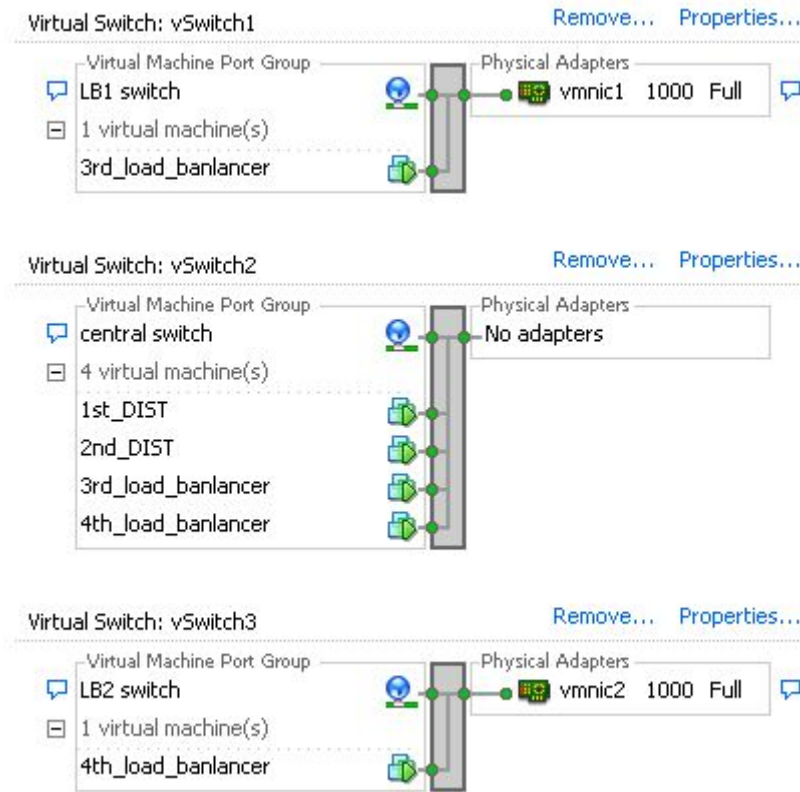 Virtual Switch: vSwitch1 Remove... Properties...
Virtual Machine Port Group Physical Adapters
LB1 switch vmnic1 1000 Full
1 virtual machine(s)
3rd_load_banlancer
Virtual Switch: vSwitch2 Remove... Properties...
Virtual Machine Port Group Physical Adapters
central switch No adapters
4 virtual machine(s)
1st_DIST
2nd_DIST
3rd_load_banlancer
4th_load_banlancer
Virtual Switch: vSwitch3 Remove... Properties...
Virtual Machine Port Group Physical Adapters
LB2 switch vmnic2 1000 Full
1 virtual machine(s)
4th_load_banlancer